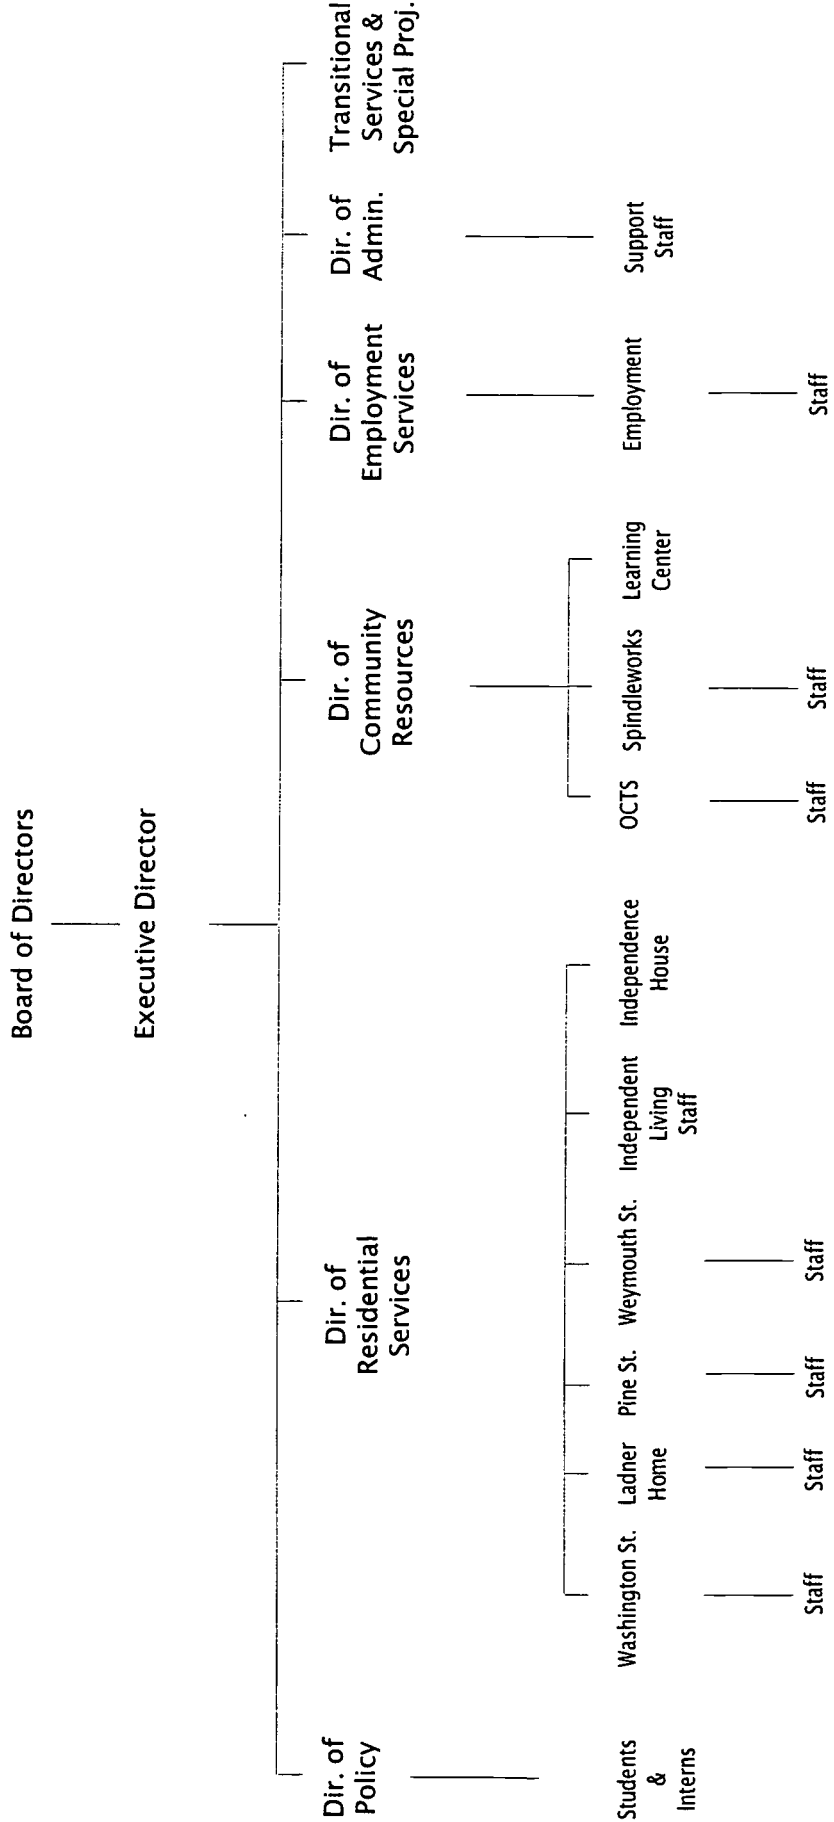 Board of Directors
Executive Director
Dir. of
Policy
Dir. of
Residential
Services
Dir. of
Community
Resources
Dir. of
Employment
Services
Dir. of
Admin.
Transitional
Services &
Special Proj.
Students
&
Interns
Washington St.
Ladner
Home
Pine St.
Weymouth St.
Independent
Living
Staff
Independence
House
OCTS
Spindleworks
Learning
Center
Employment
Support
Staff
Staff
Staff
Staff
Staff
Staff
Staff
Staff